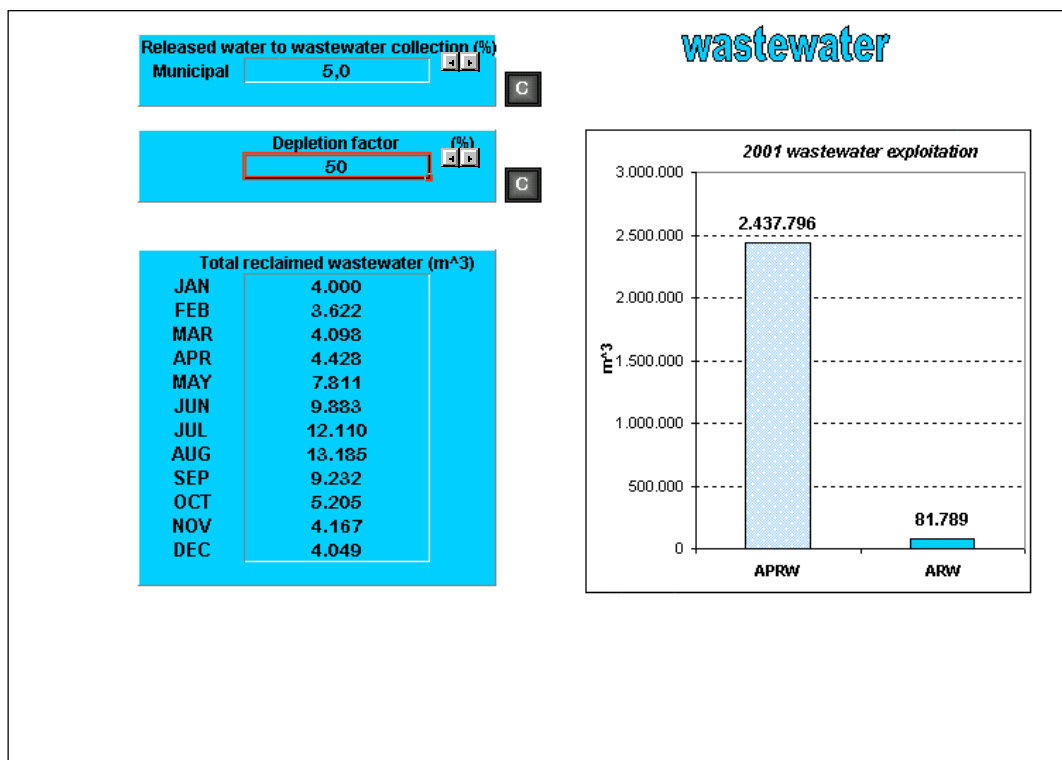 wastewater
Released water to wastewater collection (%)
Municipal 5,0
C
Depletion factor (%)
50
C
Total reclaimed wastewater (m^3)
JAN 4.000
FEB 3.622
MAR 4.098
APR 4.428
MAY 7.811
JUN 9.883
JUL 12.110
AUG 13.185
SEP 9.232
OCT 5.205
NOV 4.167
DEC 4.049
2001 wastewater exploitation
m^3
3.000.000
2.500.000
2.000.000
1.500.000
1.000.000
500.000
0
2.437.796
81.789
APRW ARW